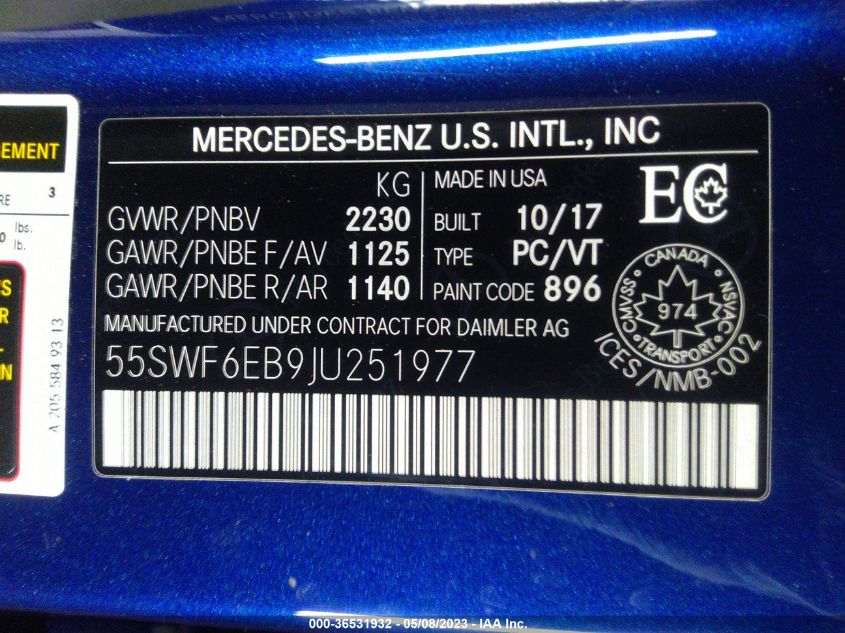 MERCEDES-BENZ U.S. INTL., INC
KG
GVWR/PNBV 2230
GAWR/PNBE F/AV 1125
GAWR/PNBE R/AR 1140
MADE IN USA
BUILT 10/17
TYPE PC/VT
PAINT CODE 896
EC
CANADA
CMVSS NSVAC
974
TRANSPORT
ICES/NMB-002
MANUFACTURED UNDER CONTRACT FOR DAIMLER AG
55SWF6EB9JU251977
EMENT
RE 3
0 lbs.
lb.
S
R
L-
IN
A 205 584 93 13
000-36531932 - 05/08/2023 - IAA Inc.